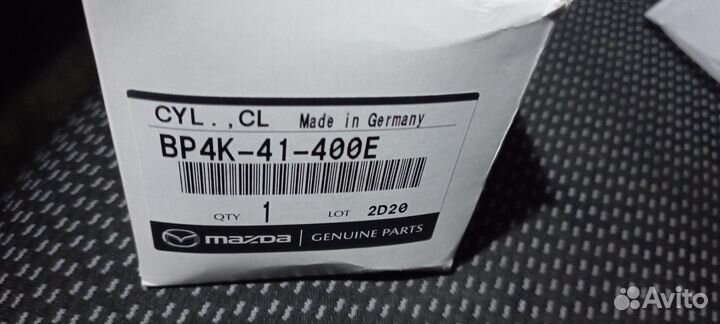 CYL.,CL Made in Germany
BP4K-41-400E
QTY 1 LOT 2D20
mazda GENUINE PARTS
Avito